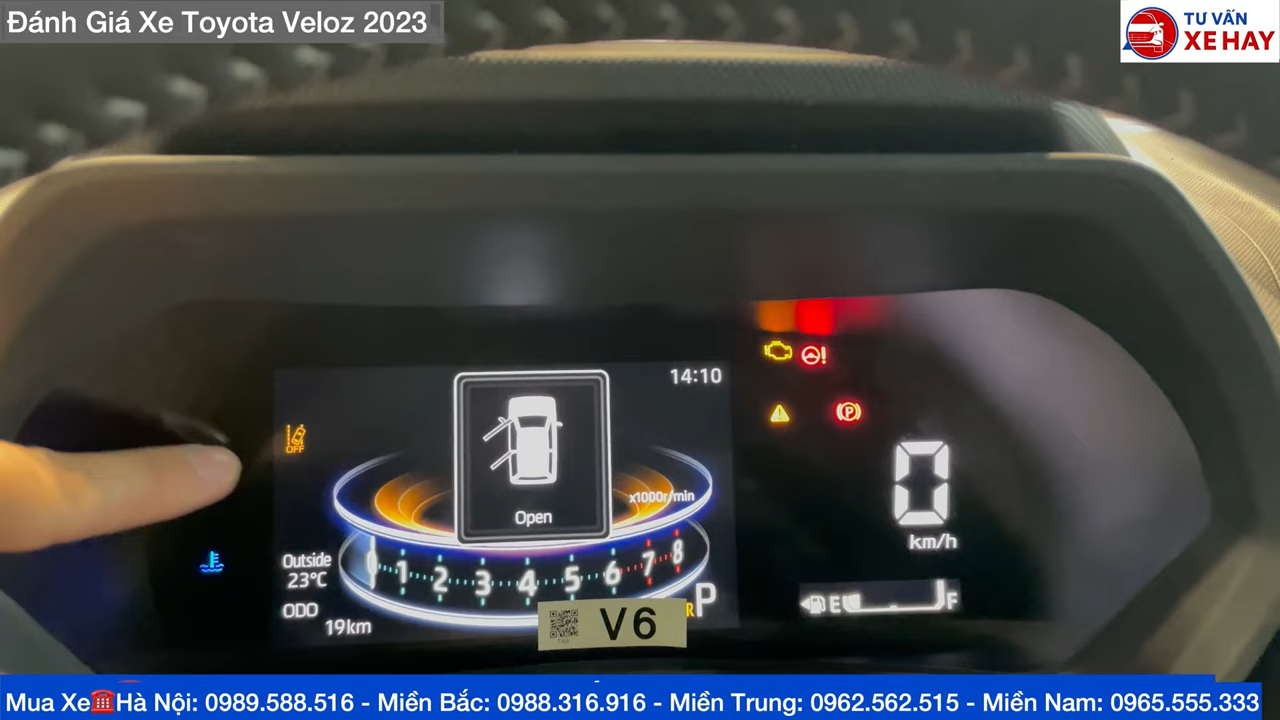 Đánh Giá Xe Toyota Veloz 2023
TƯ VẤN
XE HAY
14:10
OFF
Open
x1000r/min
0 1 2 3 4 5 6 7 8
Outside
23°C
ODO
19km
R P
V6
0
km/h
E F
Mua Xe☎Hà Nội: 0989.588.516 - Miền Bắc: 0988.316.916 - Miền Trung: 0962.562.515 - Miền Nam: 0965.555.333